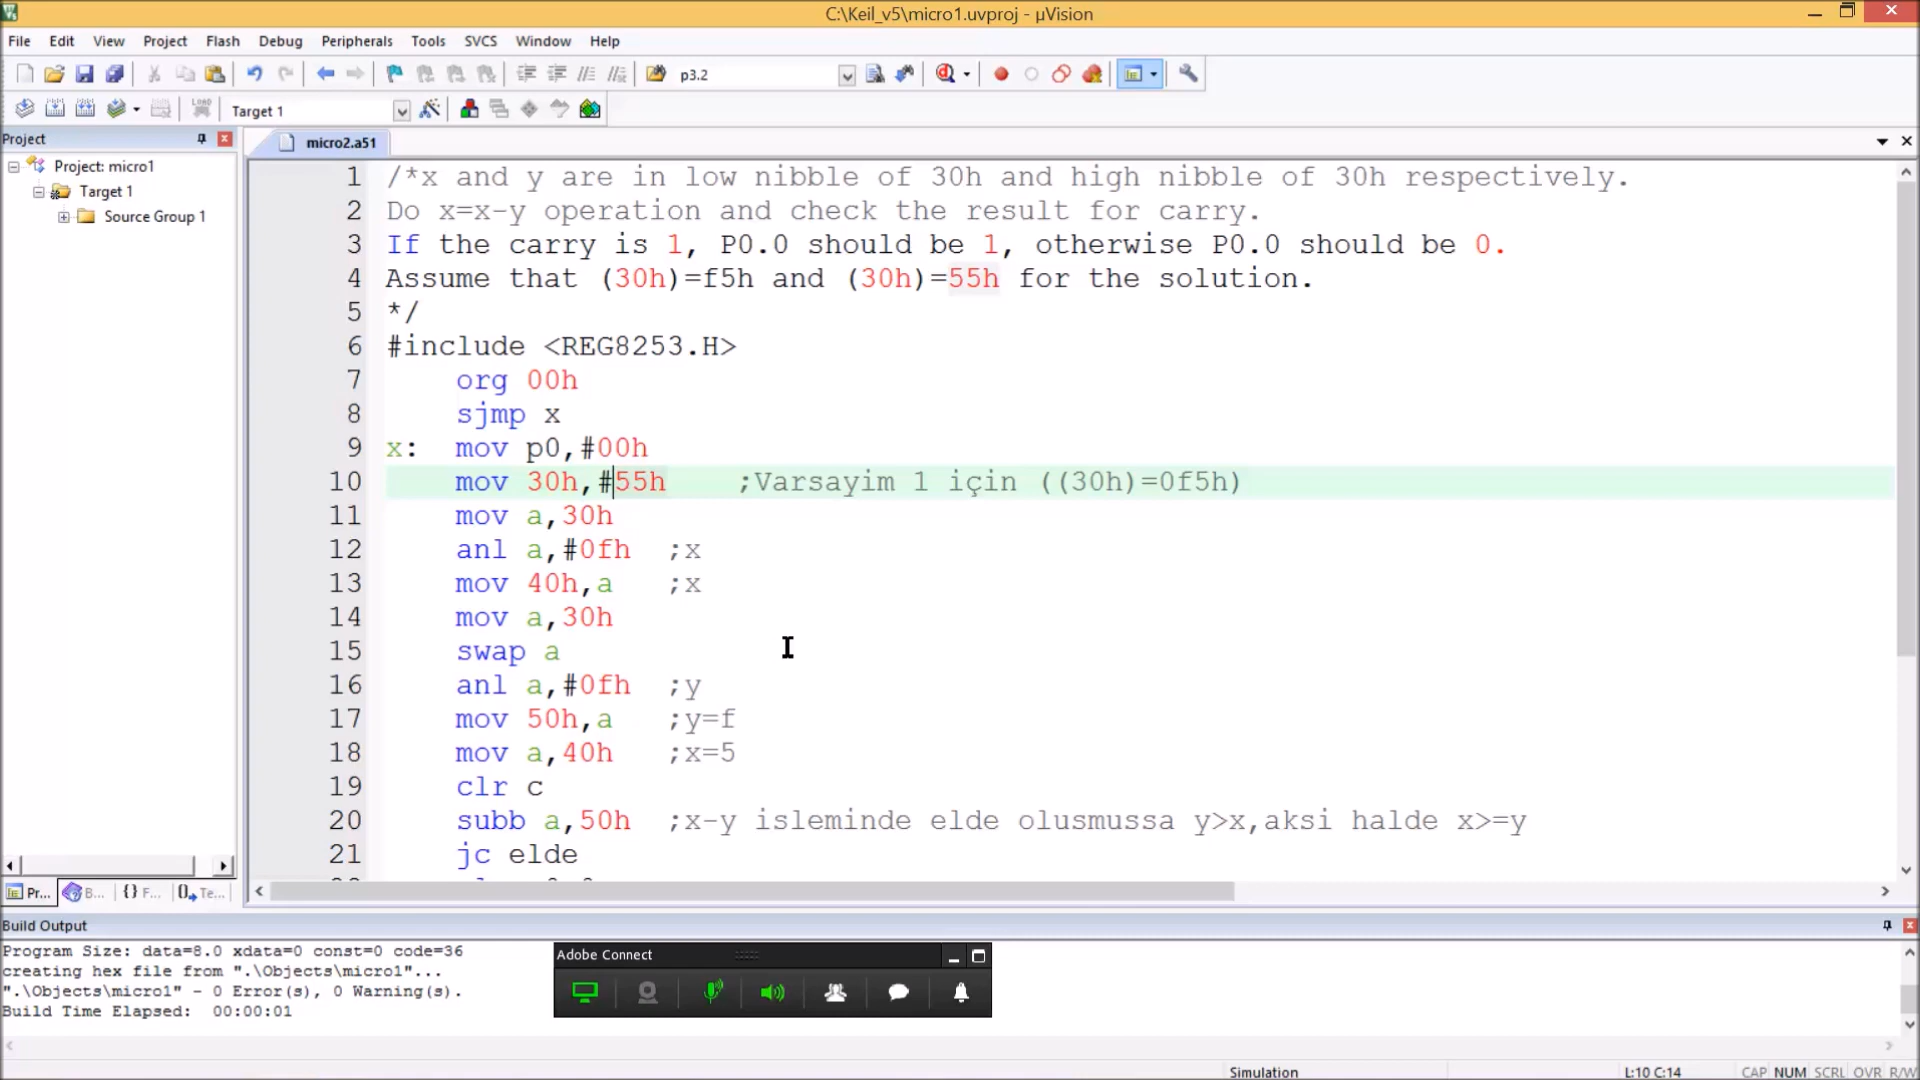 C:\Keil_v5\micro1.uvproj - µVision
File Edit View Project Flash Debug Peripherals Tools SVCS Window Help
p3.2
LOAD Target 1
Project
micro2.a51
Project: micro1
Target 1
Source Group 1
1 /*x and y are in low nibble of 30h and high nibble of 30h respectively.
2 Do x=x-y operation and check the result for carry.
3 If the carry is 1, P0.0 should be 1, otherwise P0.0 should be 0.
4 Assume that (30h)=f5h and (30h)=55h for the solution.
5 */
6 #include <REG8253.H>
7 org 00h
8 sjmp x
9 x: mov p0,#00h
10 mov 30h,#55h ;Varsayim 1 için ((30h)=0f5h)
11 mov a,30h
12 anl a,#0fh ;x
13 mov 40h,a ;x
14 mov a,30h
15 swap a
16 anl a,#0fh ;y
17 mov 50h,a ;y=f
18 mov a,40h ;x=5
19 clr c
20 subb a,50h ;x-y isleminde elde olusmussa y>x,aksi halde x>=y
21 jc elde
Pr... B... {} F... Te...
Build Output
Program Size: data=8.0 xdata=0 const=0 code=36
creating hex file from ".\Objects\micro1"...
".\Objects\micro1" - 0 Error(s), 0 Warning(s).
Build Time Elapsed: 00:00:01
Adobe Connect
Simulation L:10 C:14 CAP NUM SCRL OVR R/W